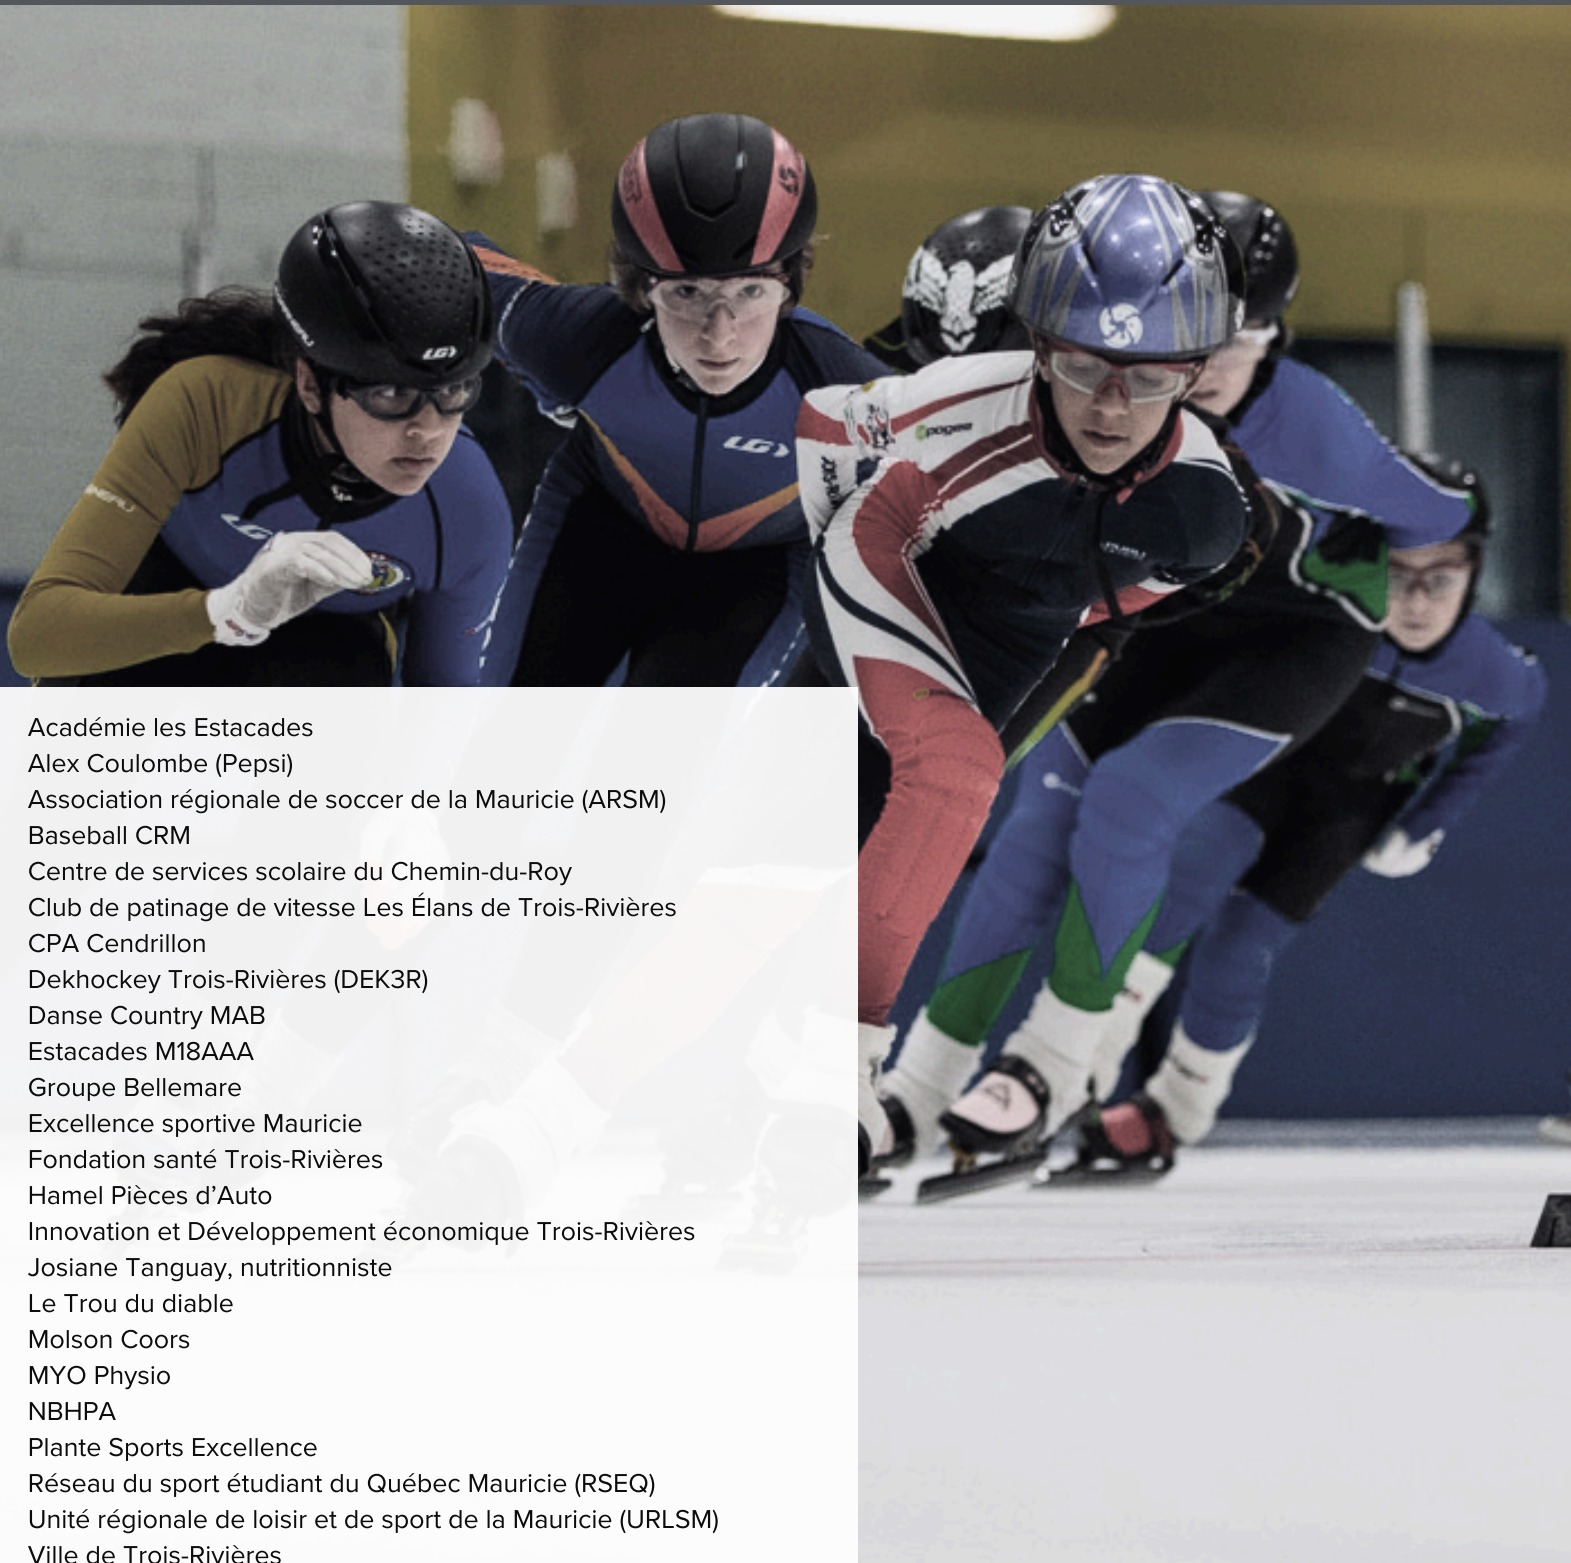 LG
LG
LG
apogee
Académie les Estacades
Alex Coulombe (Pepsi)
Association régionale de soccer de la Mauricie (ARSM)
Baseball CRM
Centre de services scolaire du Chemin-du-Roy
Club de patinage de vitesse Les Élans de Trois-Rivières
CPA Cendrillon
Dekhockey Trois-Rivières (DEK3R)
Danse Country MAB
Estacades M18AAA
Groupe Bellemare
Excellence sportive Mauricie
Fondation santé Trois-Rivières
Hamel Pièces d’Auto
Innovation et Développement économique Trois-Rivières
Josiane Tanguay, nutritionniste
Le Trou du diable
Molson Coors
MYO Physio
NBHPA
Plante Sports Excellence
Réseau du sport étudiant du Québec Mauricie (RSEQ)
Unité régionale de loisir et de sport de la Mauricie (URLSM)
Ville de Trois-Rivières